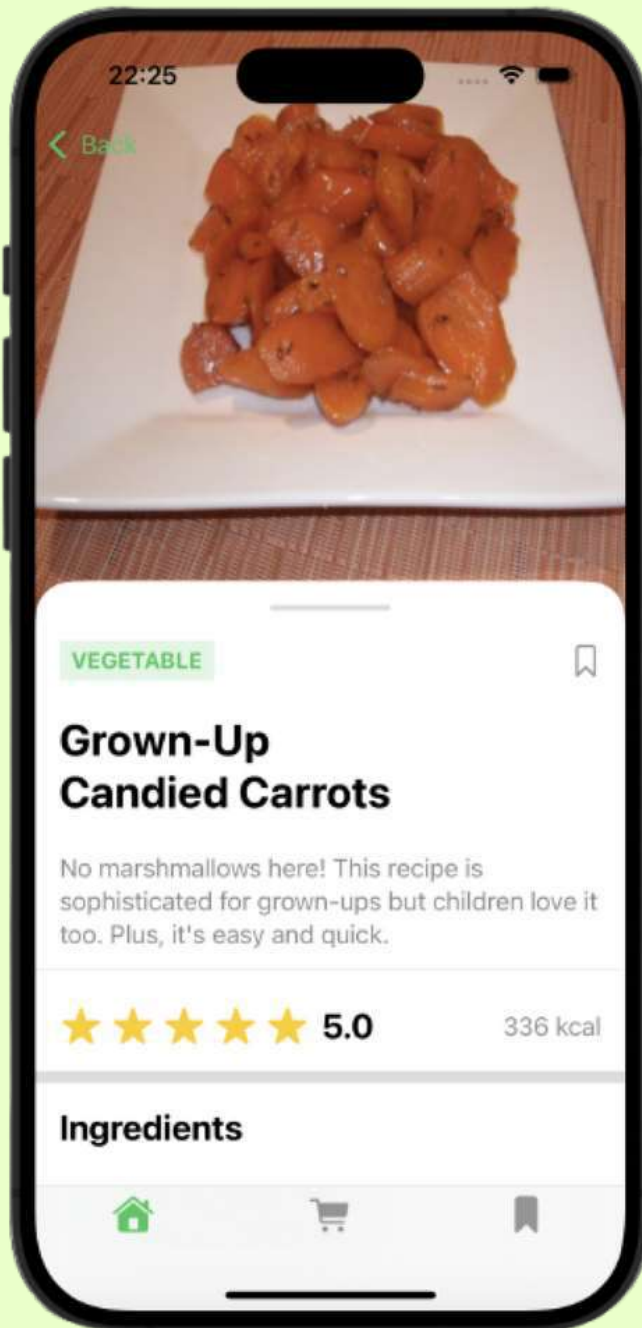 22:25
Back
VEGETABLE
Grown-Up
Candied Carrots
No marshmallows here! This recipe is
sophisticated for grown-ups but children love it
too. Plus, it's easy and quick.
5.0
336 kcal
Ingredients